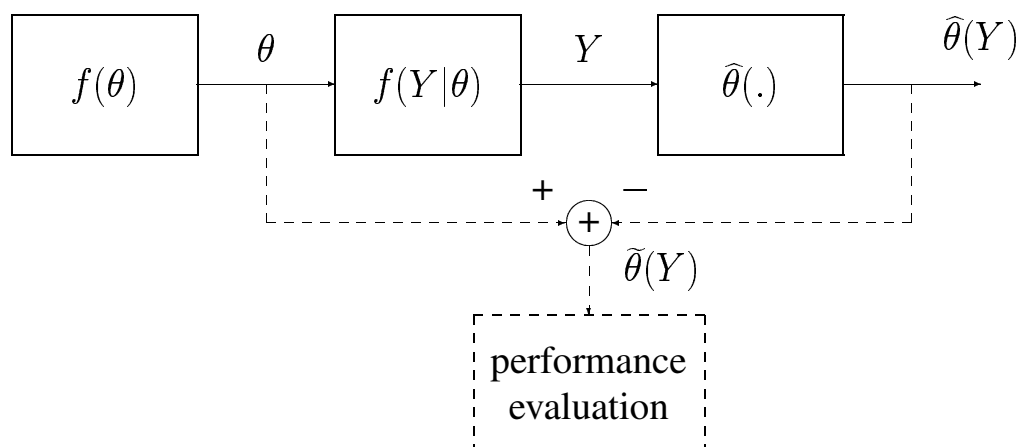 θ
Y
θ̂(Y)
f(θ)
f(Y|θ)
θ̂(.)
+
−
+
θ̃(Y)
performance
evaluation